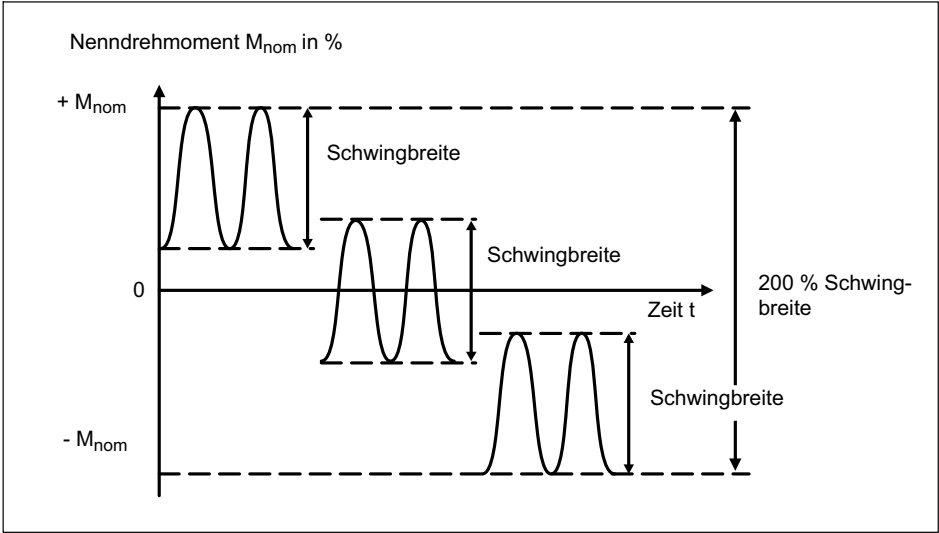 Nenndrehmoment Mnom in %
+ Mnom
Schwingbreite
Schwingbreite
0
Zeit t
200 % Schwing-
breite
Schwingbreite
- Mnom